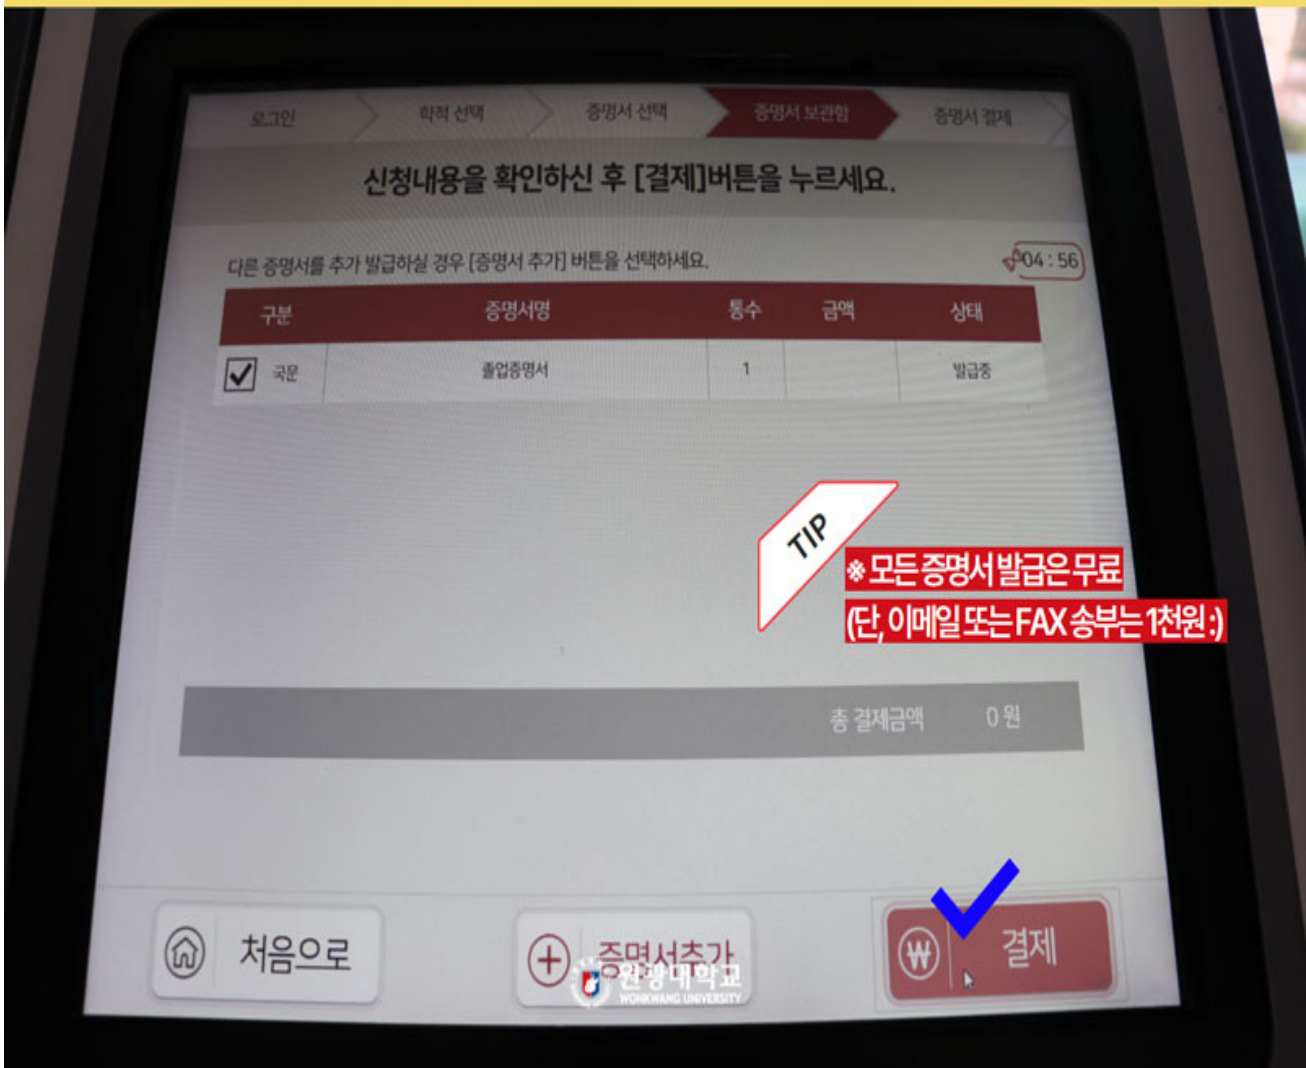 로그인 학적 선택 증명서 선택 증명서 보관함 증명서 결제
신청내용을 확인하신 후 [결제]버튼을 누르세요.
다른 증명서를 추가 발급하실 경우 [증명서 추가] 버튼을 선택하세요.
04 : 56
구분 증명서명 통수 금액 상태
국문 졸업증명서 1 발급중
TIP
※ 모든 증명서 발급은 무료
(단, 이메일 또는 FAX 송부는 1천원 :)
총 결제금액 0 원
처음으로 증명서추가 ₩ 결제
원광대학교
WONKWANG UNIVERSITY